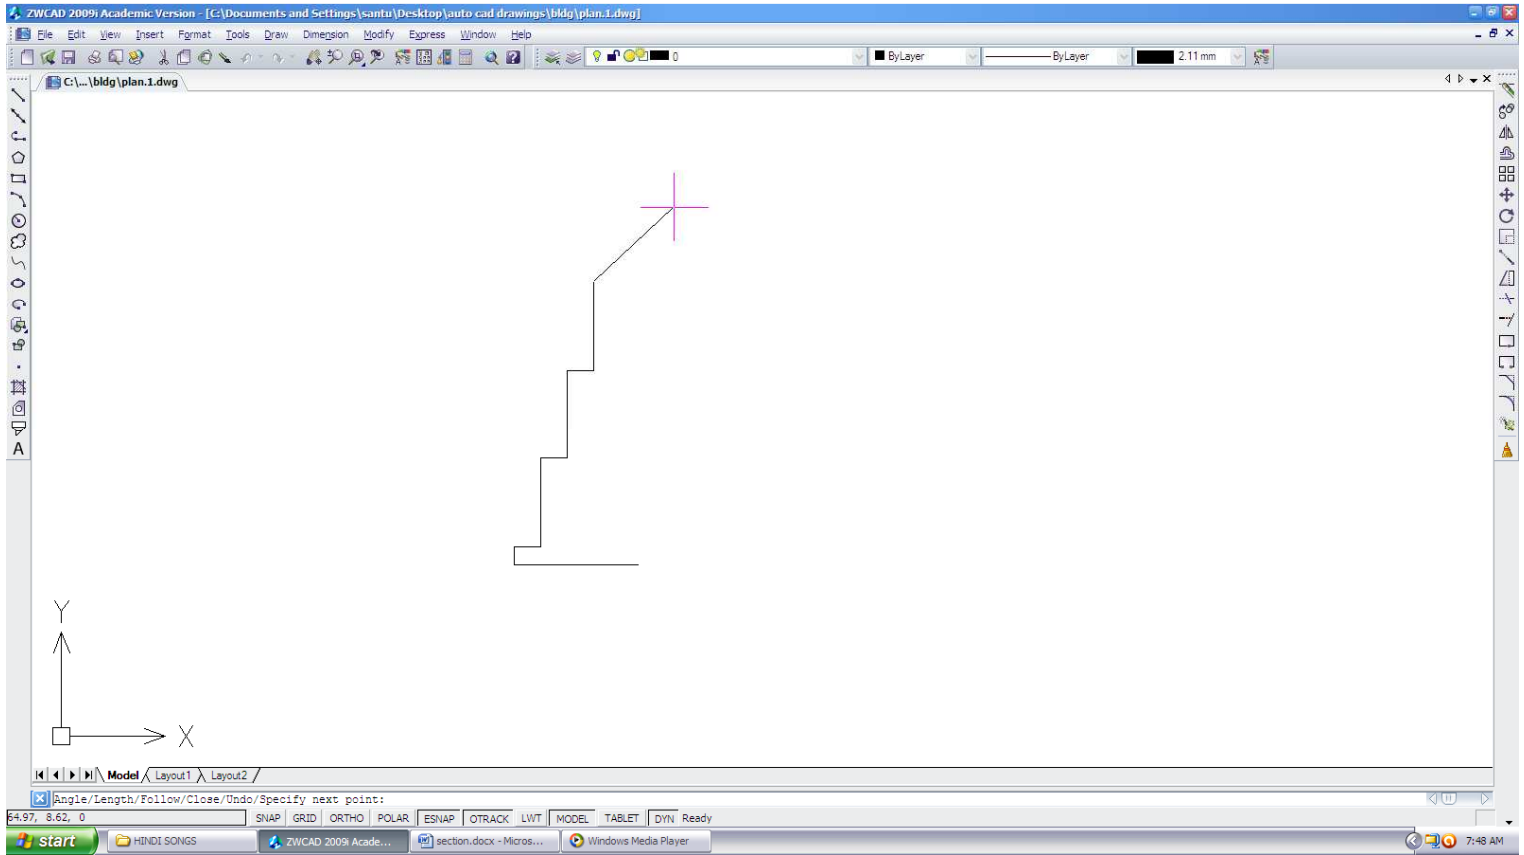 ZWCAD 2009i Academic Version - [C:\Documents and Settings\santu\Desktop\auto cad drawings\bldg\plan.1.dwg]
File Edit View Insert Format Tools Draw Dimension Modify Express Window Help
0 ByLayer ByLayer 2.11 mm
C:\...\bldg\plan.1.dwg
A
Y
X
Model Layout1 Layout2
Angle/Length/Follow/Close/Undo/Specify next point:
64.97, 8.62, 0 SNAP GRID ORTHO POLAR ESNAP OTRACK LWT MODEL TABLET DYN Ready
start HINDI SONGS ZWCAD 2009i Acade... section.docx - Micros... Windows Media Player 7:48 AM